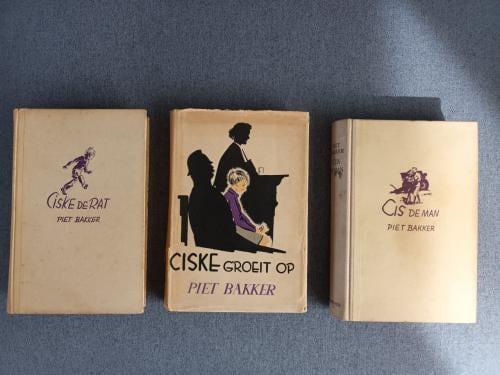 CISKE DE RAT
PIET BAKKER
CISKE GROEIT OP
PIET BAKKER
CIS DE MAN
PIET BAKKER